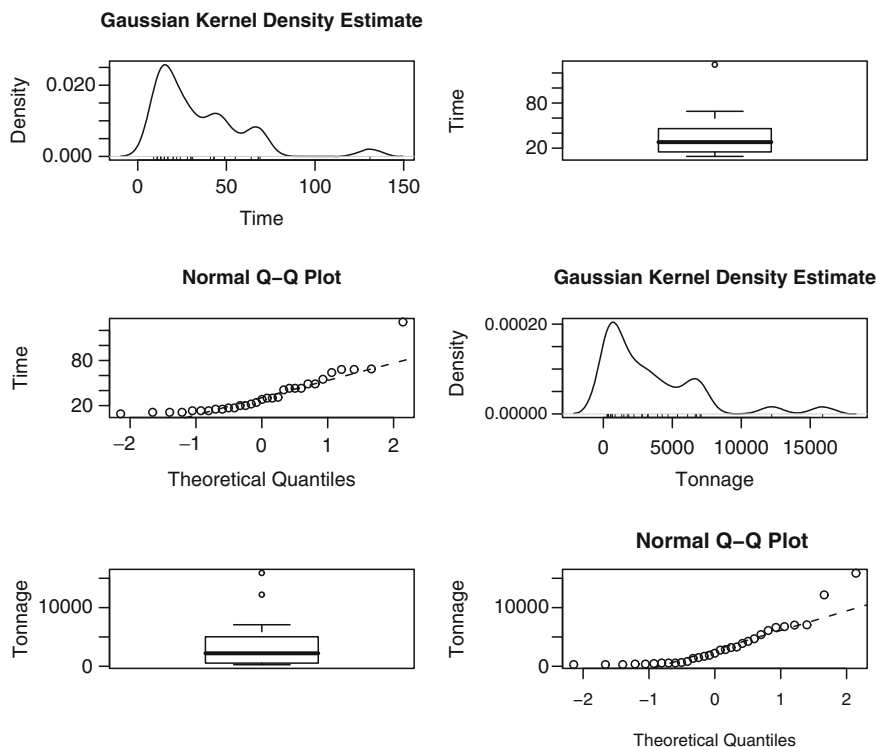 Gaussian Kernel Density Estimate
Density
0.020
0.000
0 50 100 150
Time
Time
80
20
Normal Q−Q Plot
Time
80
20
−2 −1 0 1 2
Theoretical Quantiles
Gaussian Kernel Density Estimate
Density
0.00020
0.00000
0 5000 10000 15000
Tonnage
Tonnage
10000
0
Normal Q−Q Plot
Tonnage
10000
0
−2 −1 0 1 2
Theoretical Quantiles